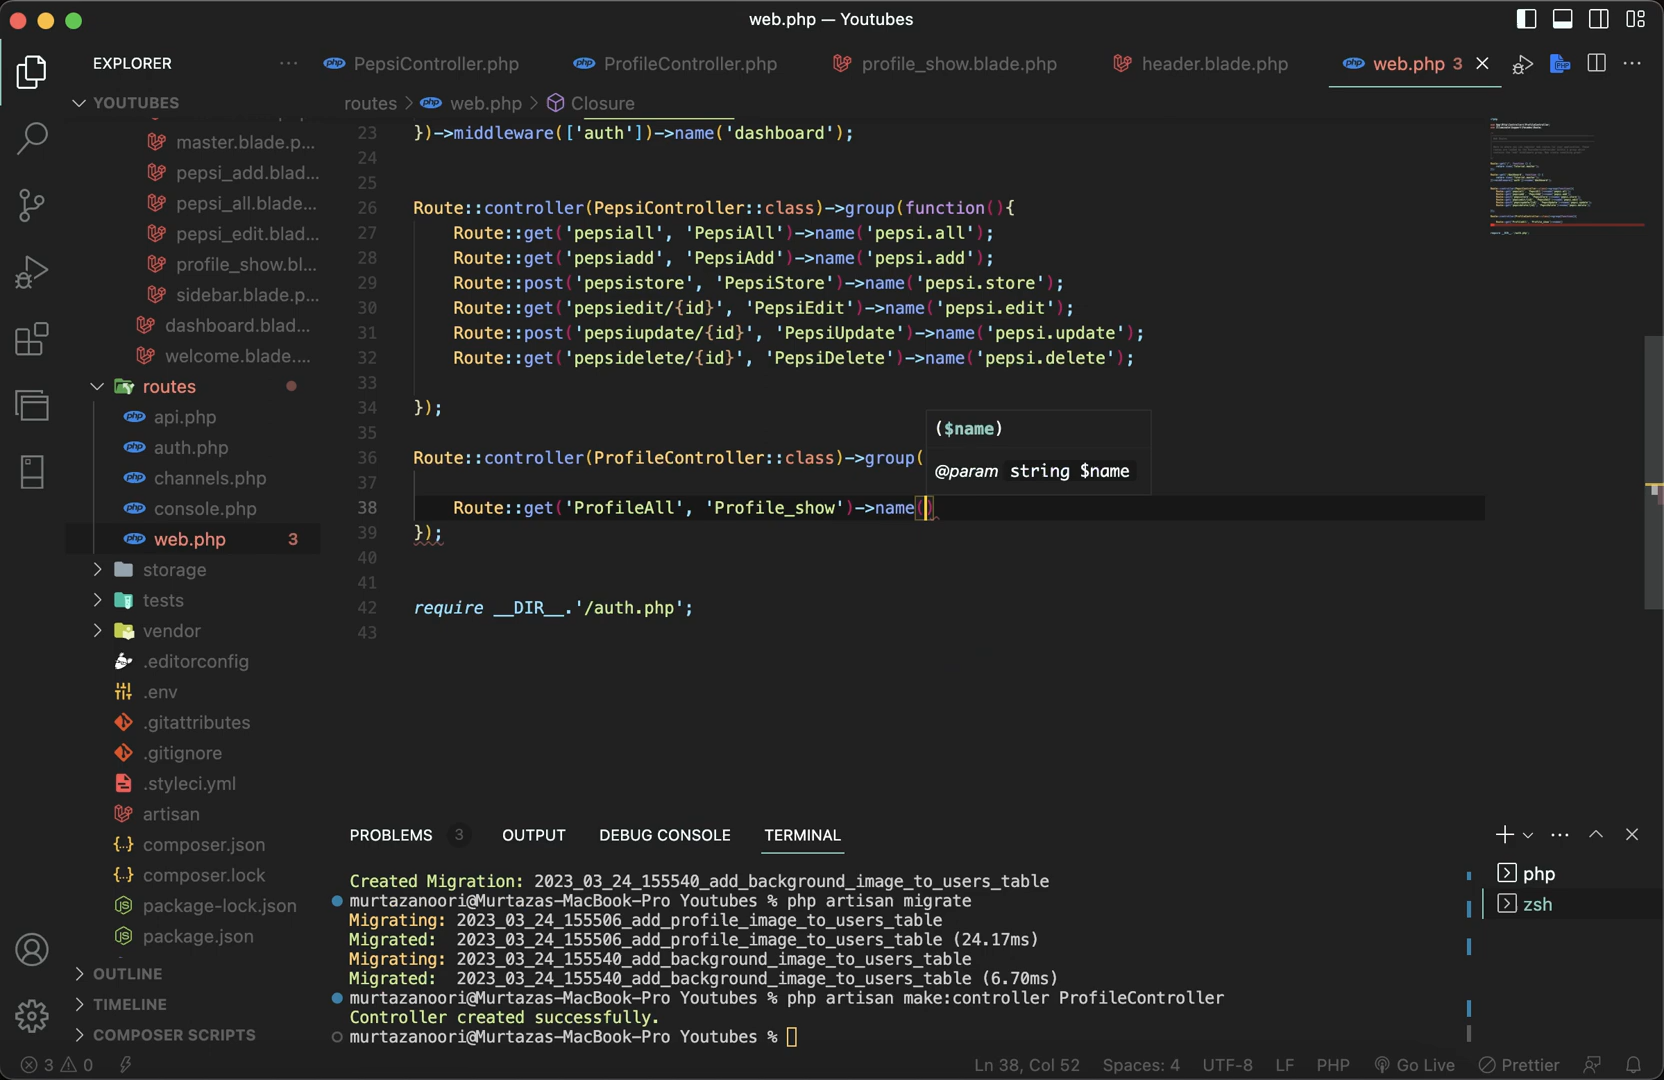 web.php — Youtubes
EXPLORER
PepsiController.php
ProfileController.php
profile_show.blade.php
header.blade.php
web.php 3
YOUTUBES
routes > web.php > Closure
master.blade.p...
pepsi_add.blad...
pepsi_all.blade...
pepsi_edit.blad...
profile_show.bl...
sidebar.blade.p...
dashboard.blad...
welcome.blade....
routes
api.php
auth.php
channels.php
console.php
web.php 3
storage
tests
vendor
.editorconfig
.env
.gitattributes
.gitignore
.styleci.yml
artisan
composer.json
composer.lock
package-lock.json
package.json
OUTLINE
TIMELINE
COMPOSER SCRIPTS
23 })->middleware(['auth'])->name('dashboard');
24
25
26 Route::controller(PepsiController::class)->group(function(){
27 Route::get('pepsiall', 'PepsiAll')->name('pepsi.all');
28 Route::get('pepsiadd', 'PepsiAdd')->name('pepsi.add');
29 Route::post('pepsistore', 'PepsiStore')->name('pepsi.store');
30 Route::get('pepsiedit/{id}', 'PepsiEdit')->name('pepsi.edit');
31 Route::post('pepsiupdate/{id}', 'PepsiUpdate')->name('pepsi.update');
32 Route::get('pepsidelete/{id}', 'PepsiDelete')->name('pepsi.delete');
33
34 });
35
36 Route::controller(ProfileController::class)->group(
37
38 Route::get('ProfileAll', 'Profile_show')->name()
39 });
40
41
42 require __DIR__.'/auth.php';
43
($name)
@param string $name
PROBLEMS 3
OUTPUT
DEBUG CONSOLE
TERMINAL
Created Migration: 2023_03_24_155540_add_background_image_to_users_table
murtazanoori@Murtazas-MacBook-Pro Youtubes % php artisan migrate
Migrating: 2023_03_24_155506_add_profile_image_to_users_table
Migrated: 2023_03_24_155506_add_profile_image_to_users_table (24.17ms)
Migrating: 2023_03_24_155540_add_background_image_to_users_table
Migrated: 2023_03_24_155540_add_background_image_to_users_table (6.70ms)
murtazanoori@Murtazas-MacBook-Pro Youtubes % php artisan make:controller ProfileController
Controller created successfully.
murtazanoori@Murtazas-MacBook-Pro Youtubes %
php
zsh
3 0
Ln 38, Col 52
Spaces: 4
UTF-8
LF
PHP
Go Live
Prettier